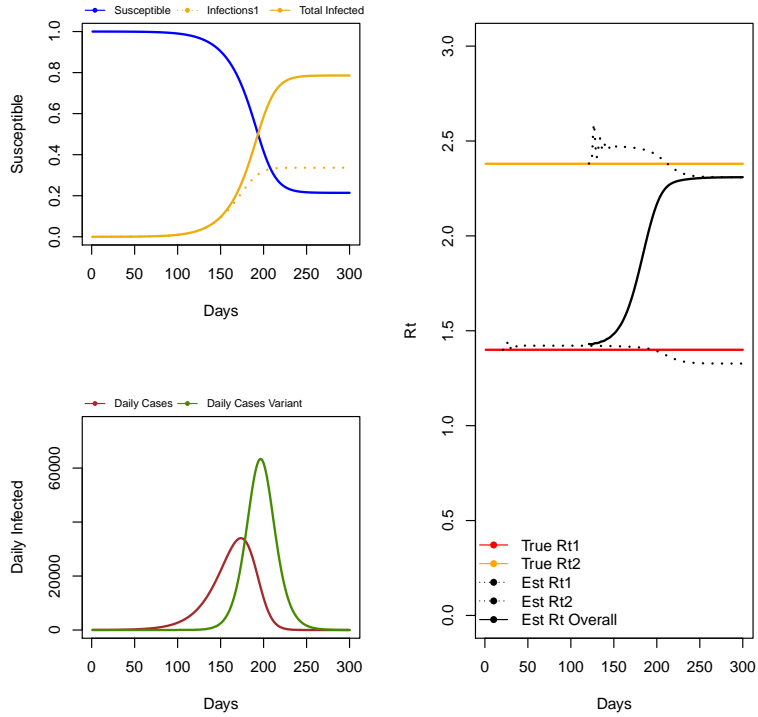 Susceptible Infections1 Total Infected
1.0
0.8
0.6
0.4
0.2
0.0
Susceptible
0 50 100 150 200 250 300
Days
Daily Cases Daily Cases Variant
60000
20000
0
Daily Infected
0 50 100 150 200 250 300
Days
3.0
2.5
2.0
1.5
1.0
0.5
0.0
Rt
True Rt1
True Rt2
Est Rt1
Est Rt2
Est Rt Overall
0 50 100 150 200 250 300
Days